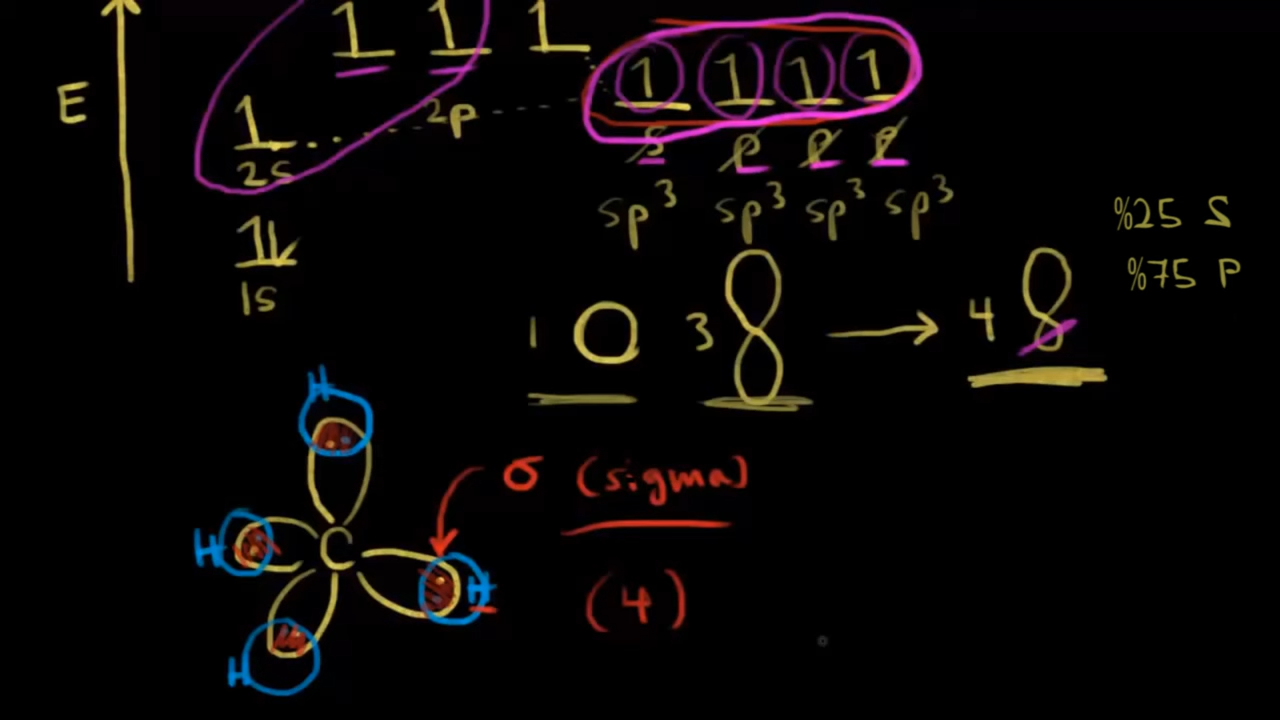 1 1 1
E
1
2p
2s
1 1 1 1
s p p p
sp³ sp³ sp³ sp³
%25 S
%75 P
1s
1 3 → 4
H
σ (sigma)
H C H
(4)
H